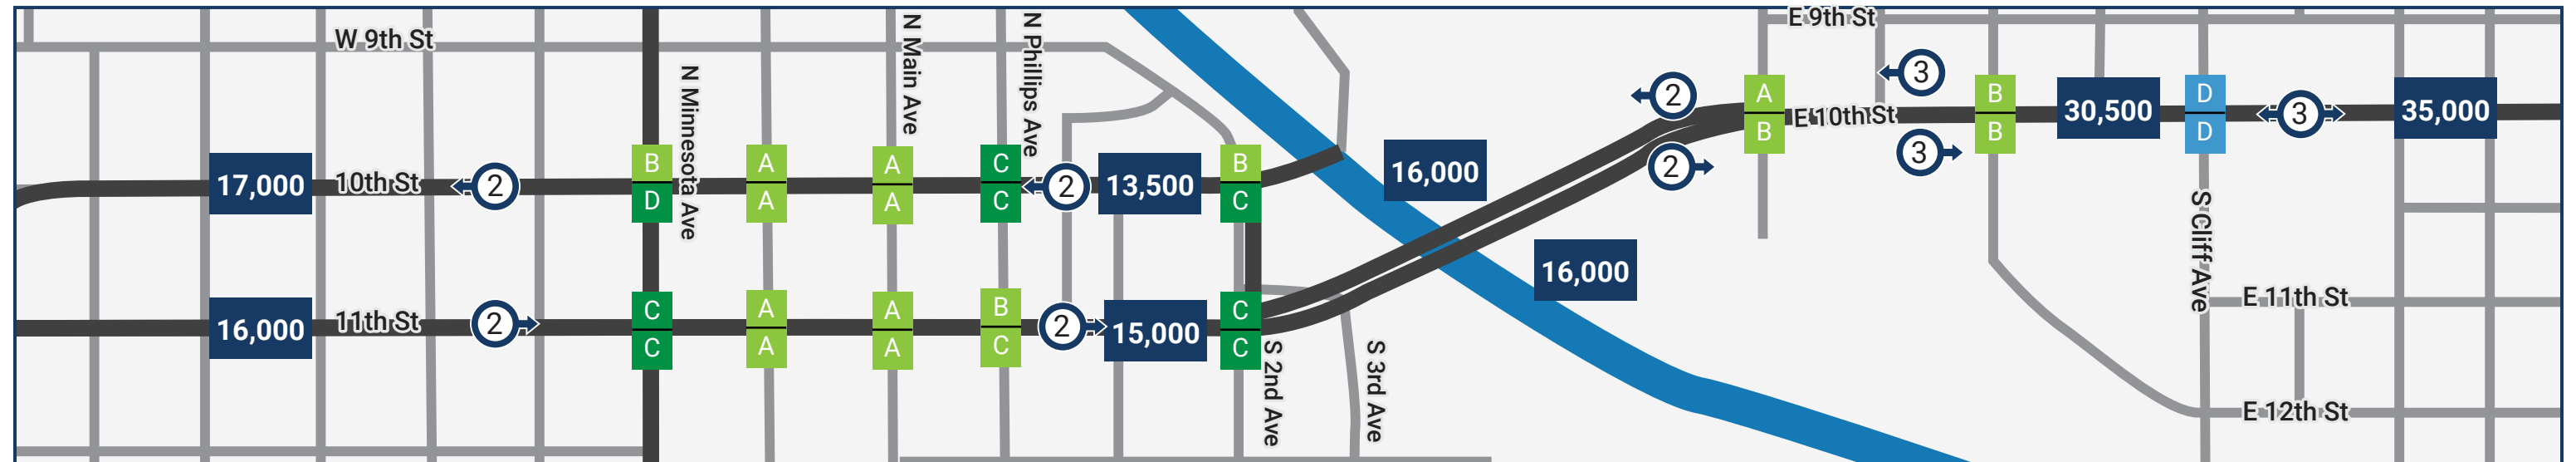 W 9th St
N Minnesota Ave
N Main Ave
N Phillips Ave
E 9th St
2
3
A
B
E 10th St
3
B
B
30,500
D
D
3
35,000
2
16,000
17,000
10th St
2
B
D
A
A
A
A
C
C
2
13,500
B
C
16,000
S Cliff Ave
16,000
11th St
2
C
C
A
A
A
A
B
C
2
15,000
C
C
S 2nd Ave
S 3rd Ave
E 11th St
E 12th St